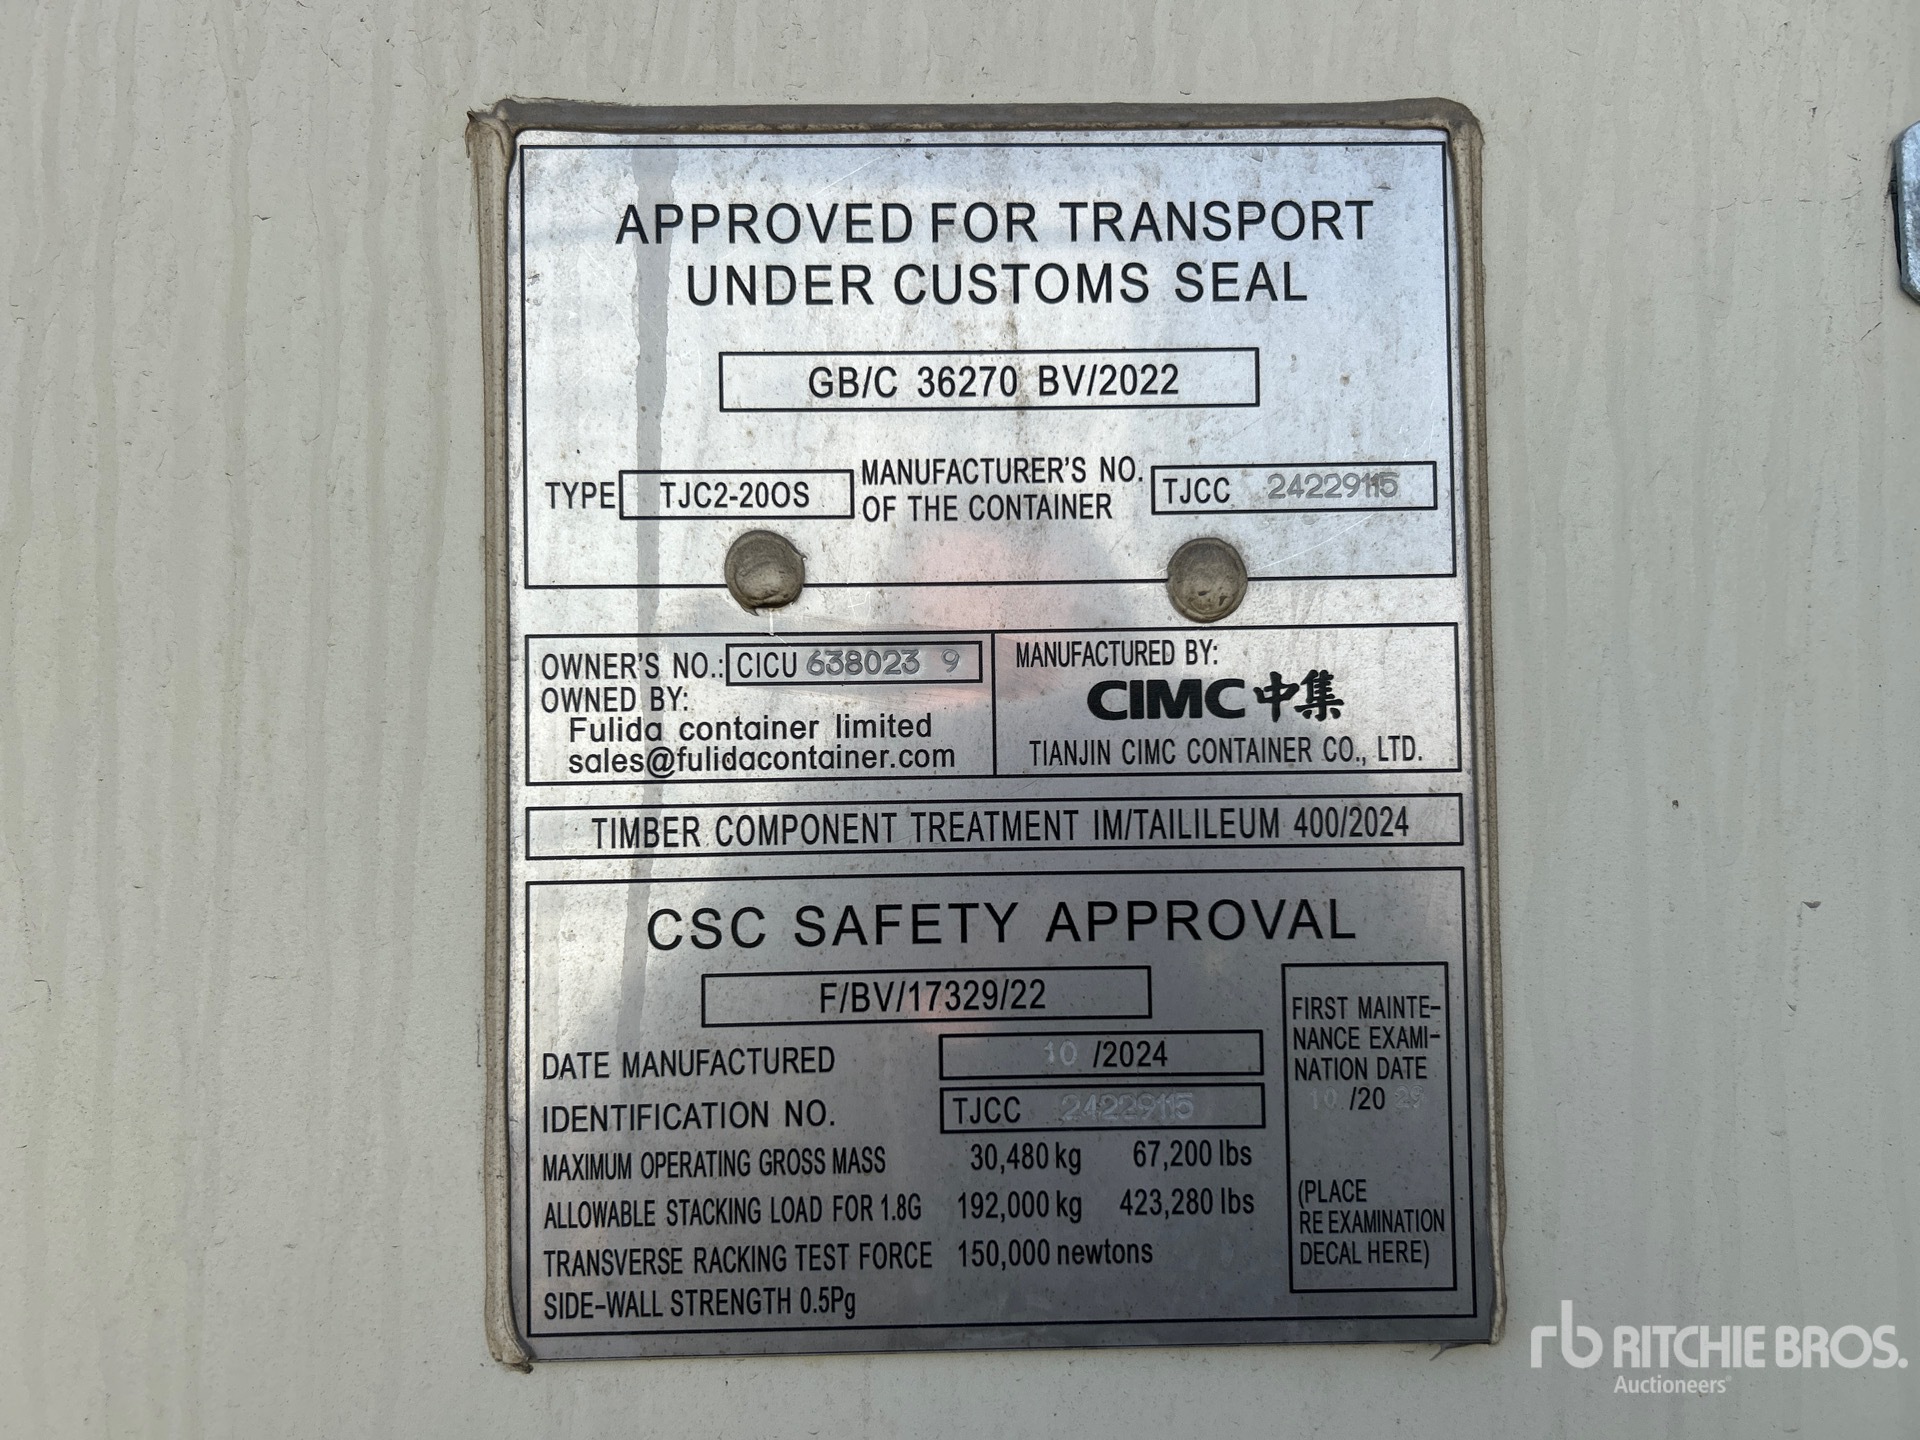 APPROVED FOR TRANSPORT
UNDER CUSTOMS SEAL
GB/C 36270 BV/2022
TYPE TJC2-20OS MANUFACTURER'S NO. OF THE CONTAINER TJCC 24229115
OWNER'S NO.: CICU 638023 9
OWNED BY:
Fulida container limited
sales@fulidacontainer.com
MANUFACTURED BY:
CIMC 中集
TIANJIN CIMC CONTAINER CO., LTD.
TIMBER COMPONENT TREATMENT IM/TAILILEUM 400/2024
CSC SAFETY APPROVAL
F/BV/17329/22
DATE MANUFACTURED 10 /2024
IDENTIFICATION NO. TJCC 24229115
MAXIMUM OPERATING GROSS MASS 30,480 kg 67,200 lbs
ALLOWABLE STACKING LOAD FOR 1.8G 192,000 kg 423,280 lbs
TRANSVERSE RACKING TEST FORCE 150,000 newtons
SIDE-WALL STRENGTH 0.5Pg
FIRST MAINTE-
NANCE EXAMI-
NATION DATE
10 /20 29
(PLACE
RE EXAMINATION
DECAL HERE)
rb RITCHIE BROS.
Auctioneers